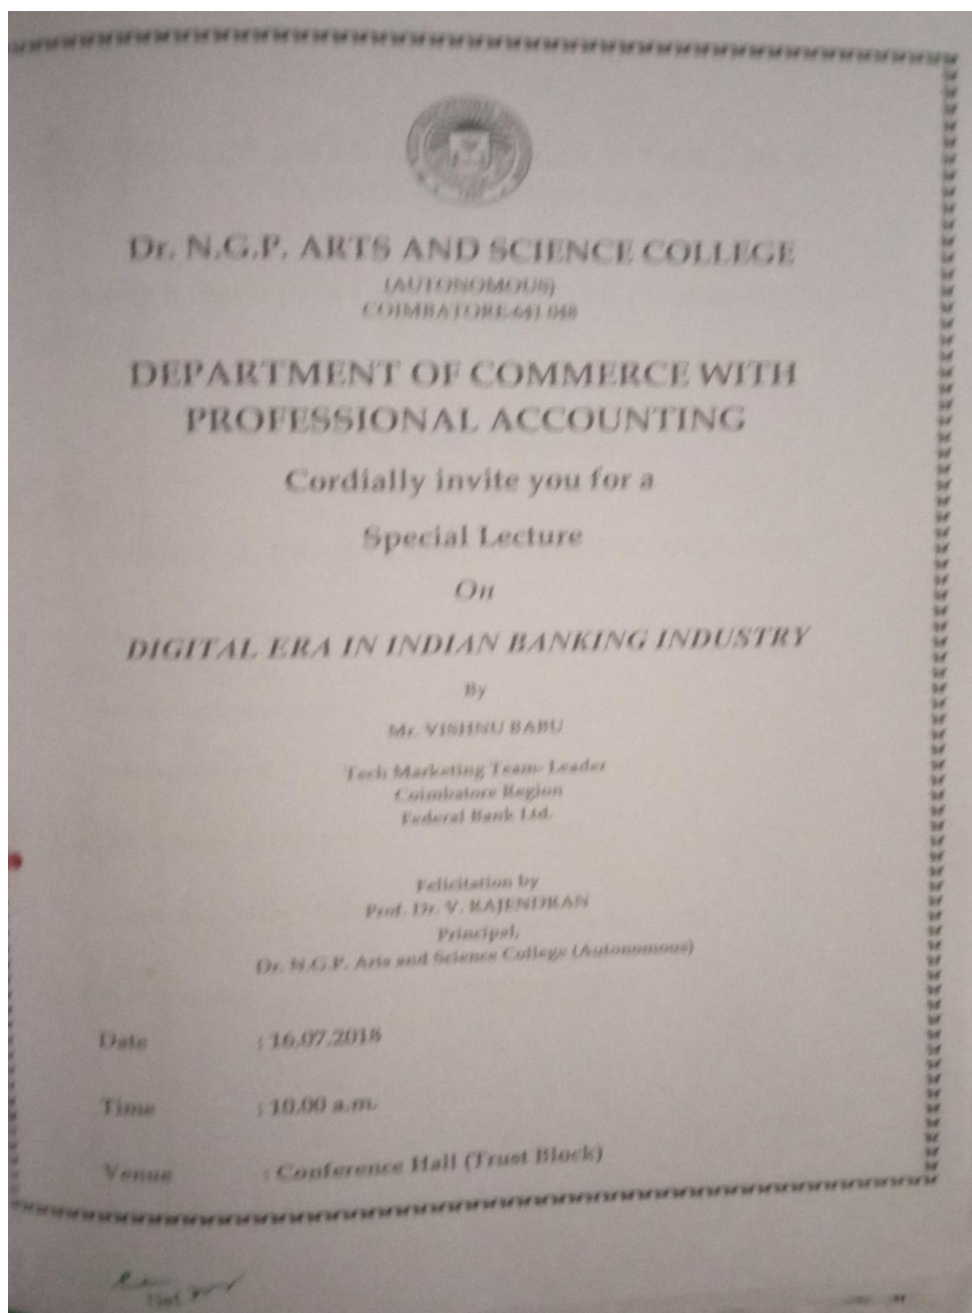 Dr. N.G.P. ARTS AND SCIENCE COLLEGE
(AUTONOMOUS)
COIMBATORE-641 048
DEPARTMENT OF COMMERCE WITH
PROFESSIONAL ACCOUNTING
Cordially invite you for a
Special Lecture
On
DIGITAL ERA IN INDIAN BANKING INDUSTRY
By
Mr. VISHNU BABU
Tech Marketing Team- Leader
Coimbatore Region
Federal Bank Ltd.
Felicitation by
Prof. Dr. V. RAJENDRAN
Principal,
Dr. N.G.P. Arts and Science College (Autonomous)
Date : 16.07.2018
Time : 10.00 a.m.
Venue : Conference Hall (Trust Block)